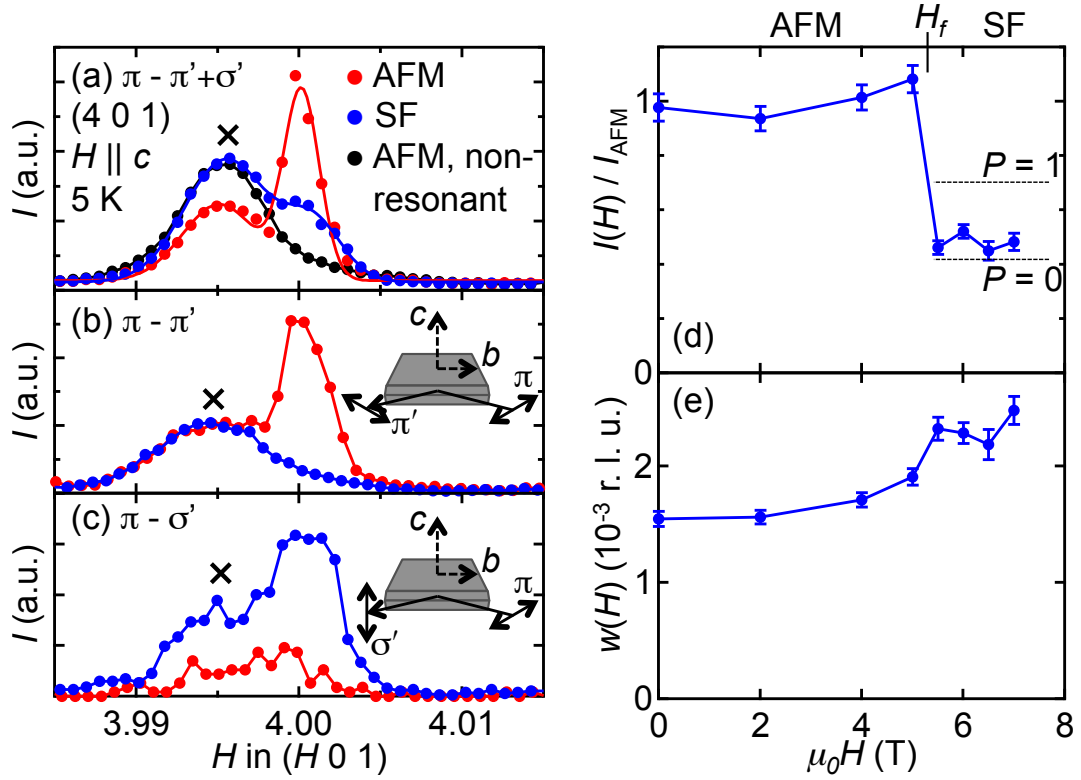 (a) π - π’+σ’
(4 0 1)
H || c
5 K
AFM
SF
AFM, non-
resonant
I (a.u.)
(b) π - π’
c
b
π
π’
I (a.u.)
(c) π - σ’
c
b
π
σ’
I (a.u.)
3.99 4.00 4.01
H in (H 0 1)
AFM
H_f
SF
1
P = 1
P = 0
0
I(H) / I_AFM
(d)
(e)
2
1
0
w(H) (10⁻³ r. l. u.)
0 2 4 6 8
μ₀H (T)